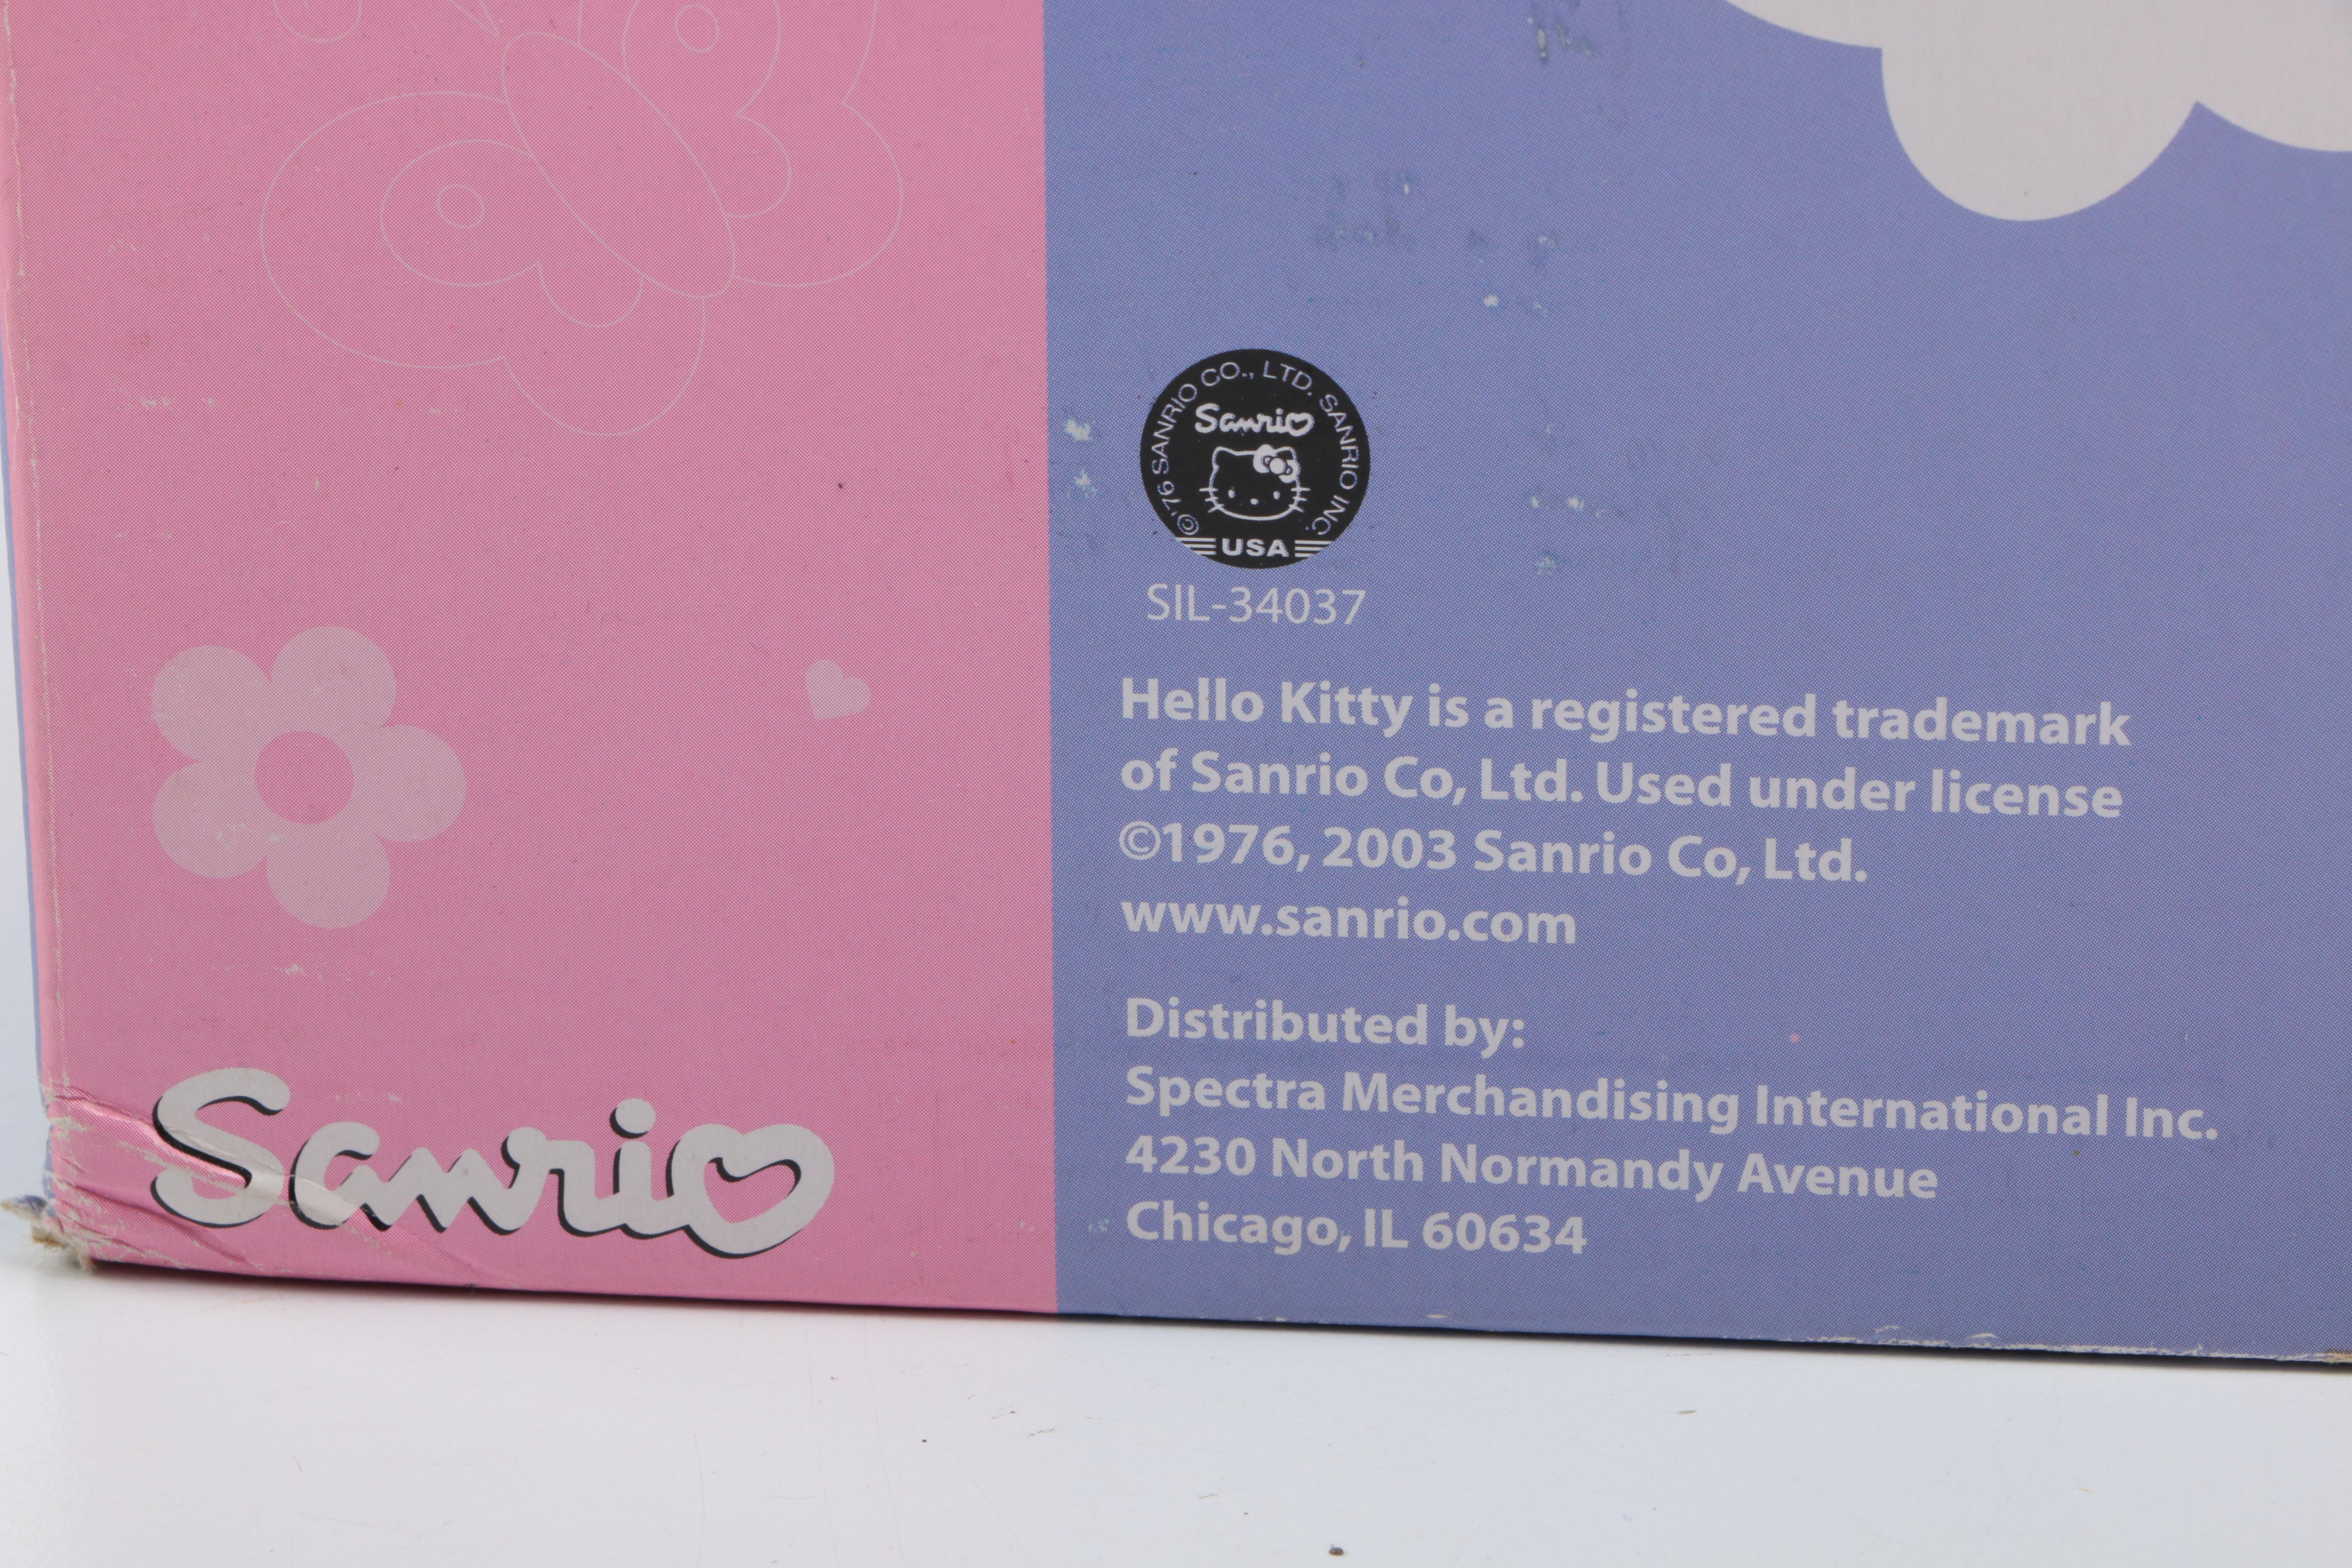 ©'76 SANRIO CO., LTD. SANRIO INC.
Sanrio
USA
SIL-34037
Hello Kitty is a registered trademark
of Sanrio Co, Ltd. Used under license
©1976, 2003 Sanrio Co, Ltd.
www.sanrio.com
Distributed by:
Spectra Merchandising International Inc.
4230 North Normandy Avenue
Chicago, IL 60634
Sanrio